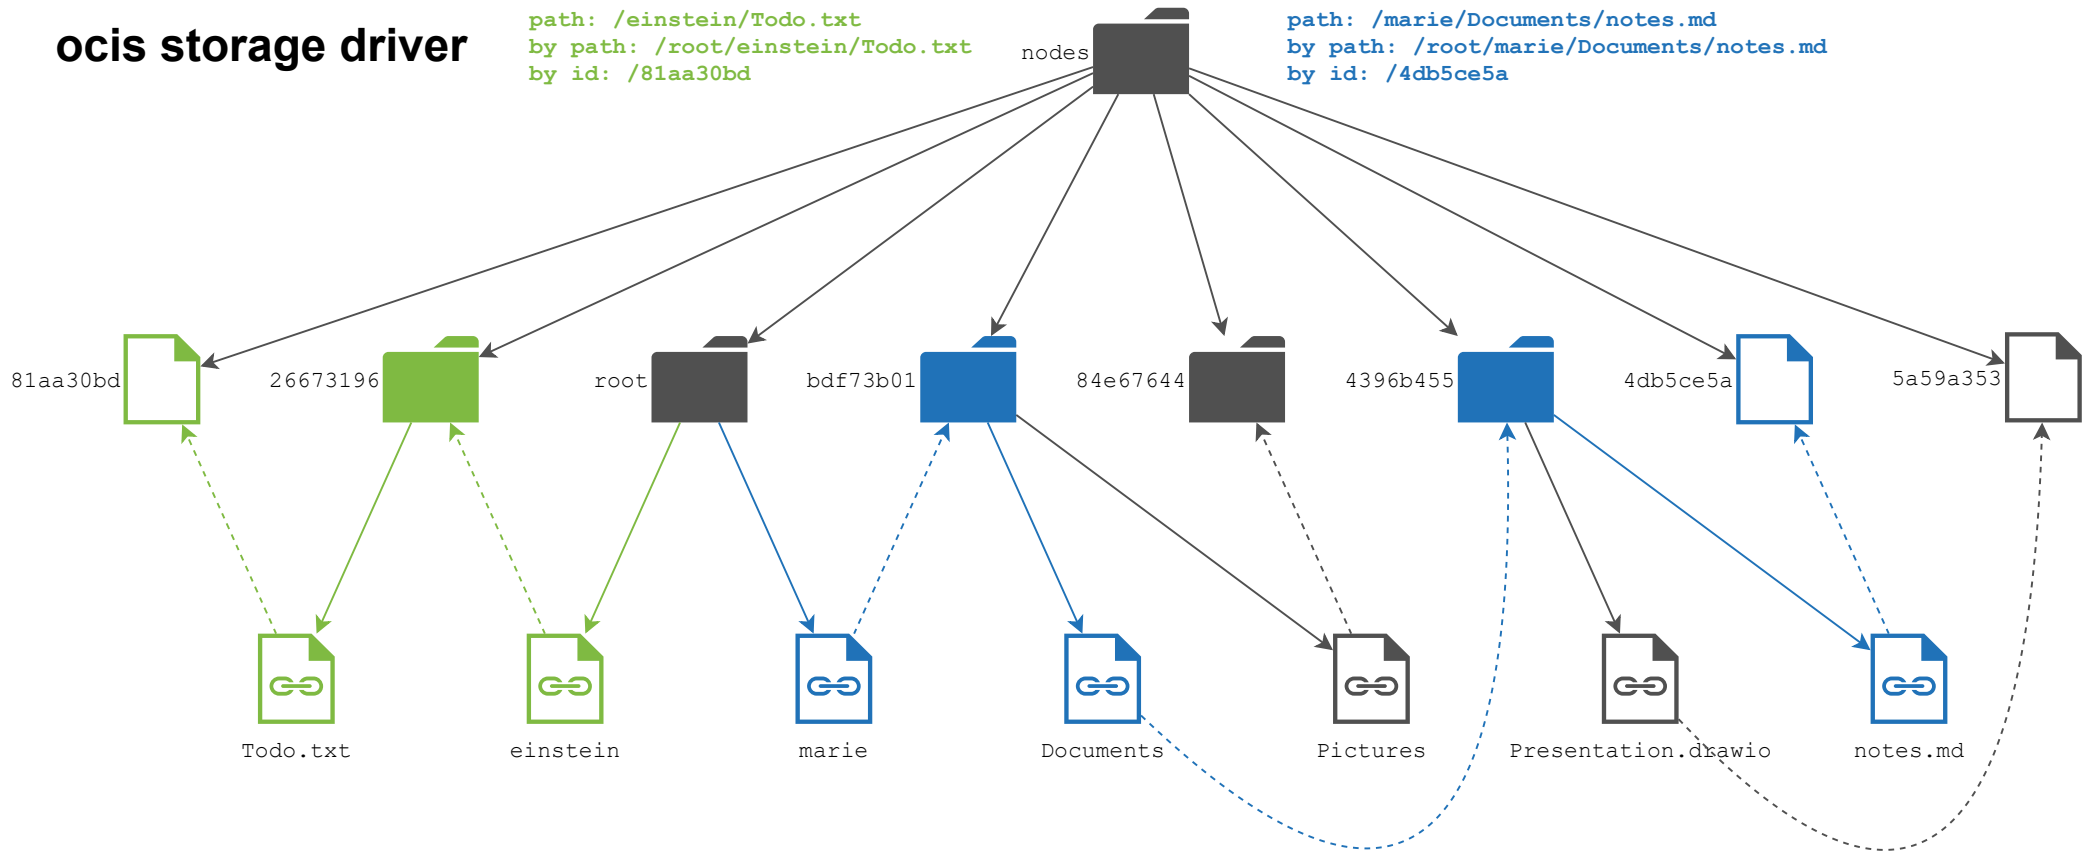 ocis storage driver
path: /einstein/Todo.txt
by path: /root/einstein/Todo.txt
by id: /81aa30bd
nodes
path: /marie/Documents/notes.md
by path: /root/marie/Documents/notes.md
by id: /4db5ce5a
81aa30bd
26673196
root
bdf73b01
84e67644
4396b455
4db5ce5a
5a59a353
Todo.txt
einstein
marie
Documents
Pictures
Presentation.drawio
notes.md